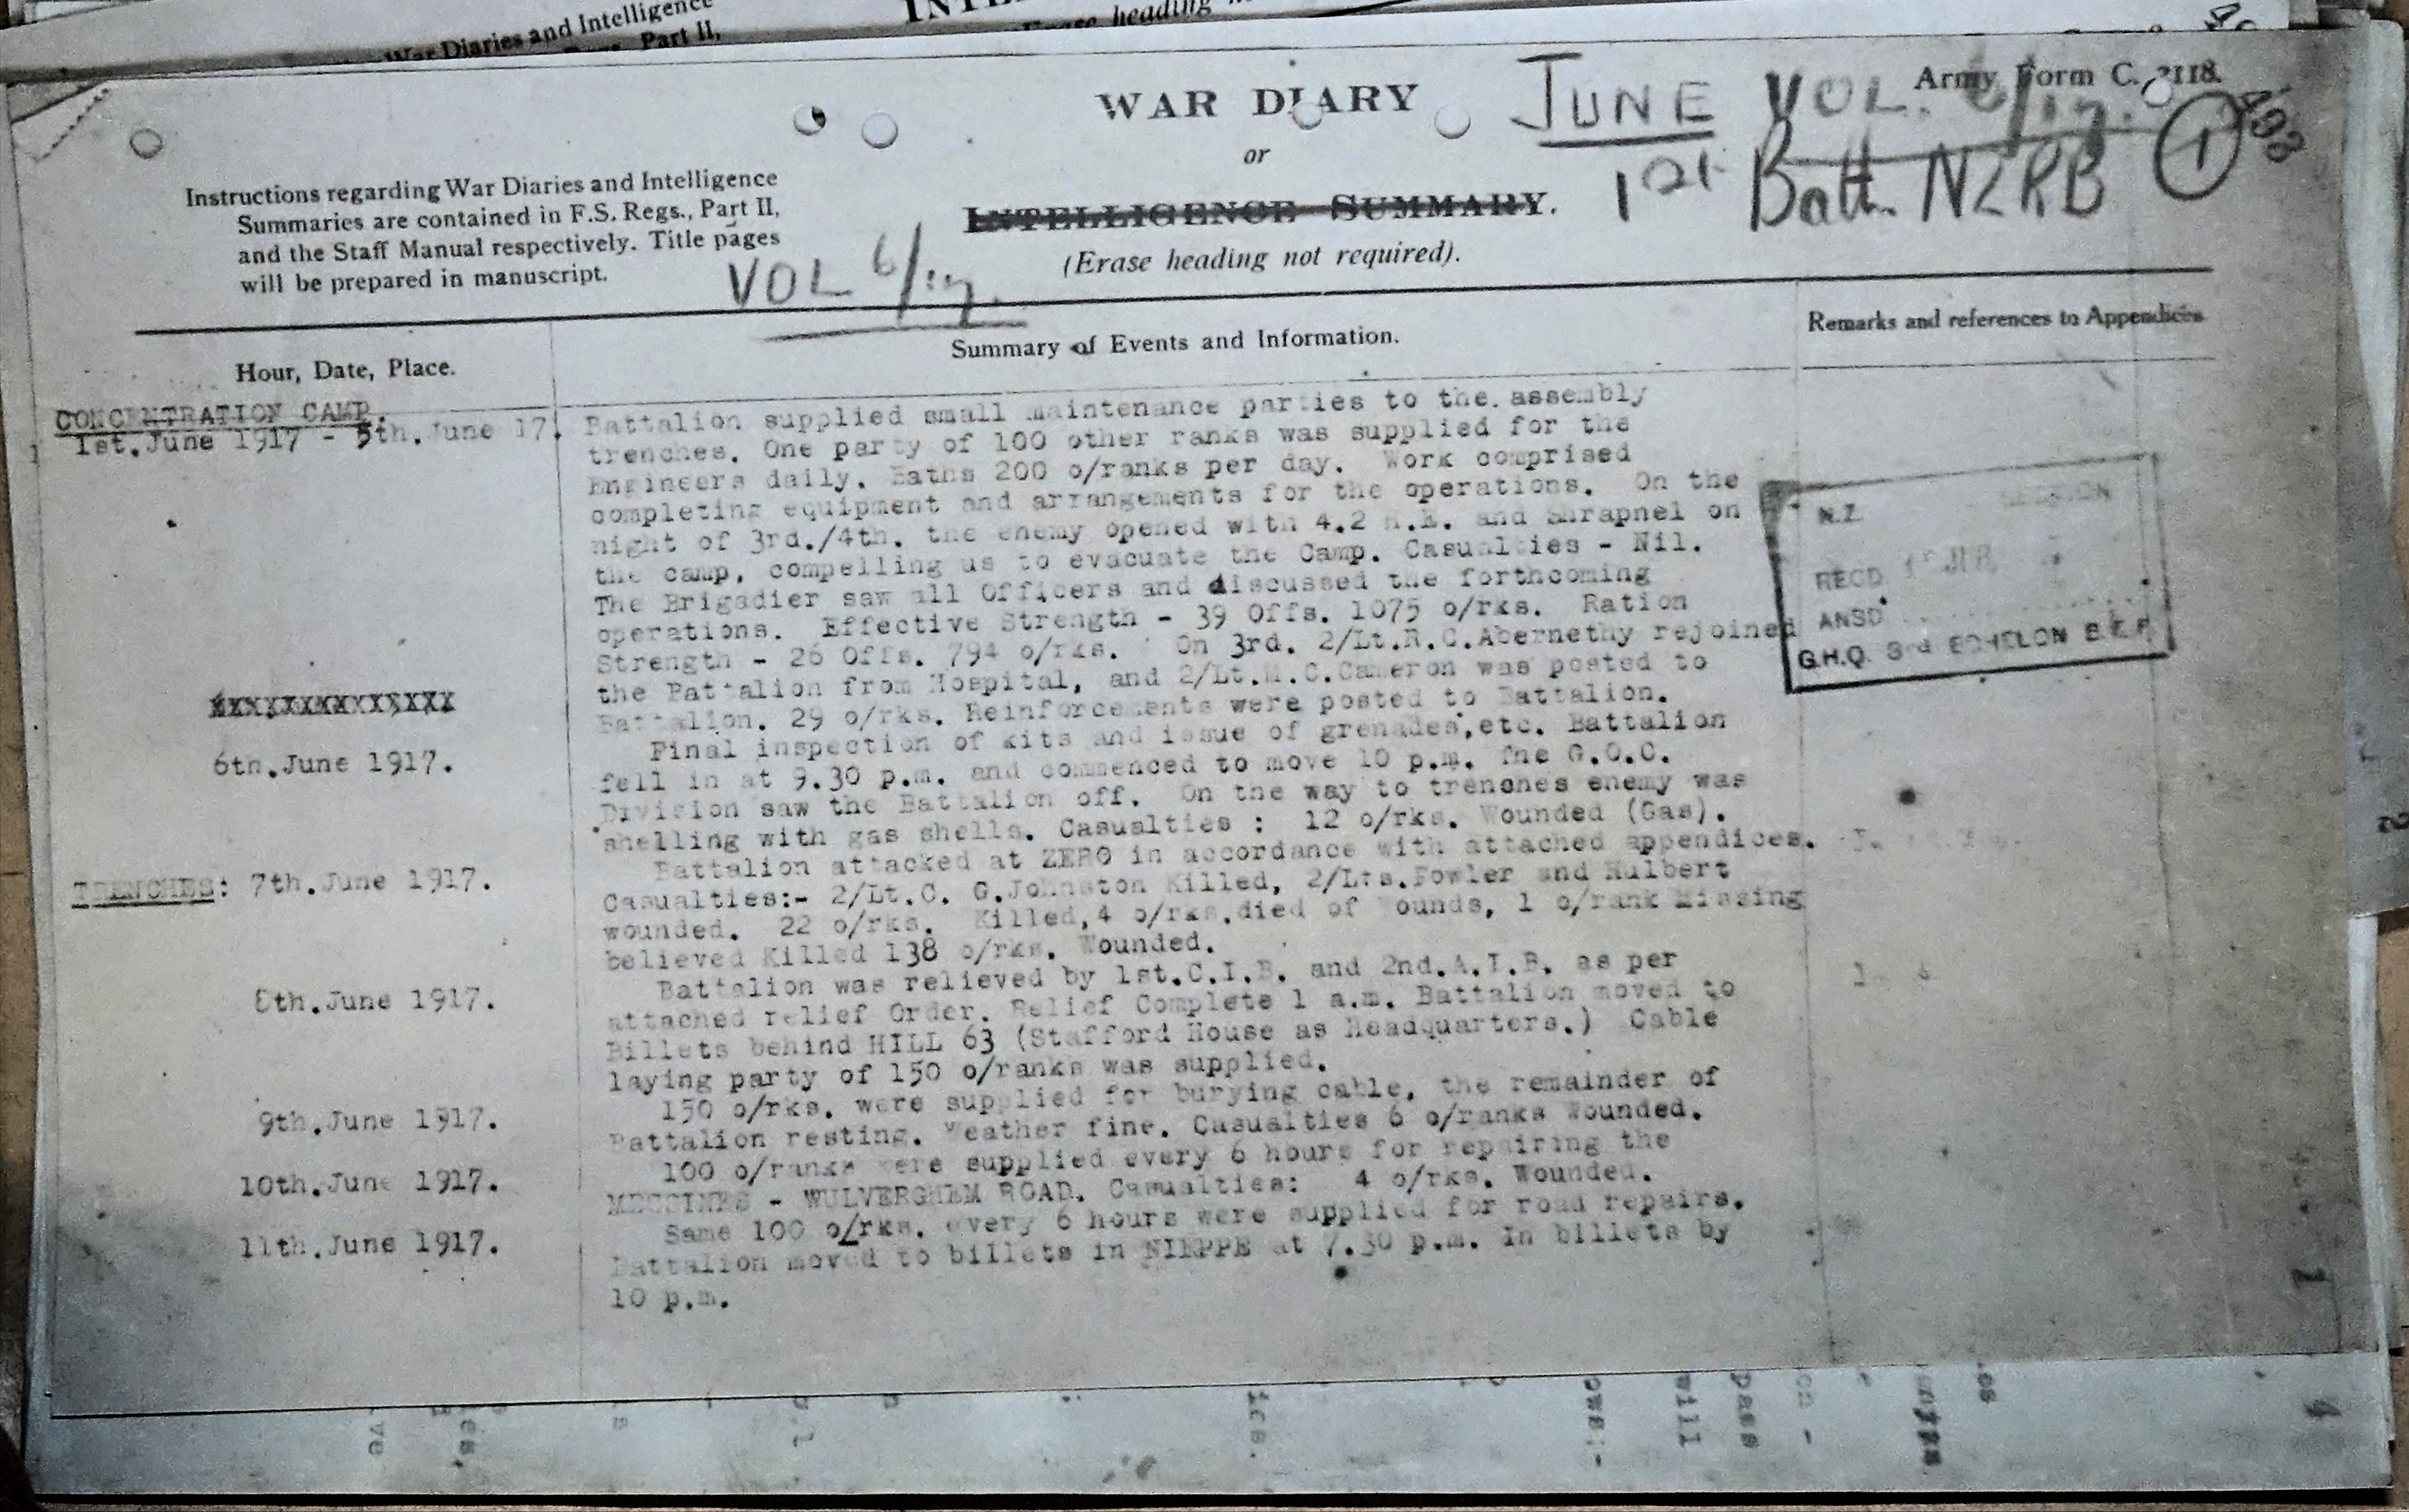 War Diaries and Intelligence
Part II,
Erase heading
Army Form C. 2118.
WAR DIARY
or
INTELLIGENCE SUMMARY.
(Erase heading not required).
JUNE VOL. 6/17.
1st Batt. NZRB
1
493
Instructions regarding War Diaries and Intelligence
Summaries are contained in F.S. Regs., Part II,
and the Staff Manual respectively. Title pages
will be prepared in manuscript.
VOL 6/17.
Hour, Date, Place.
Summary of Events and Information.
Remarks and references to Appendices
CONCENTRATION CAMP.
1st.June 1917 - 5th.June 17.
Battalion supplied small maintenance parties to the assembly
trenches. One party of 100 other ranks was supplied for the
Engineers daily. Baths 200 o/ranks per day. Work comprised
completing equipment and arrangements for the operations. On the
night of 3rd./4th. the enemy opened with 4.2 H.E. and Shrapnel on
the camp, compelling us to evacuate the Camp. Casualties - Nil.
The Brigadier saw all Officers and discussed the forthcoming
operations. Effective Strength - 39 Offs. 1075 o/rks. Ration
Strength - 26 Offs. 794 o/rks. On 3rd. 2/Lt.R.C.Abernethy rejoined
the Battalion from Hospital, and 2/Lt.M.C.Cameron was posted to
Battalion. 29 o/rks. Reinforcements were posted to Battalion.
6th.June 1917.
Final inspection of kits and issue of grenades,etc. Battalion
fell in at 9.30 p.m. and commenced to move 10 p.m. The G.O.C.
Division saw the Battalion off. On the way to trenches enemy was
shelling with gas shells. Casualties : 12 o/rks. Wounded (Gas).
TRENCHES: 7th.June 1917.
Battalion attacked at ZERO in accordance with attached appendices.
Casualties:- 2/Lt.C. G.Johnston Killed, 2/Lts.Fowler and Hulbert
wounded. 22 o/rks. Killed,4 o/rks.died of Wounds, 1 o/rank Missing
believed Killed 138 o/rks. Wounded.
8th.June 1917.
Battalion was relieved by 1st.C.I.B. and 2nd.A.I.B. as per
attached relief Order. Relief Complete 1 a.m. Battalion moved to
Billets behind HILL 63 (Stafford House as Headquarters.) Cable
laying party of 150 o/ranks was supplied.
9th.June 1917.
150 o/rks. were supplied for burying cable, the remainder of
Battalion resting. Weather fine. Casualties 6 o/ranks Wounded.
10th.June 1917.
100 o/ranks were supplied every 6 hours for repairing the
MESSINES - WULVERGHEM ROAD. Casualties: 4 o/rks. Wounded.
11th.June 1917.
Same 100 o/rks. every 6 hours were supplied for road repairs.
Battalion moved to billets in NIEPPE at 7.30 p.m. In billets by
10 p.m.
N.Z. SECTION
RECD
ANSD
G.H.Q. 3rd ECHELON B.E.F.
will
pass